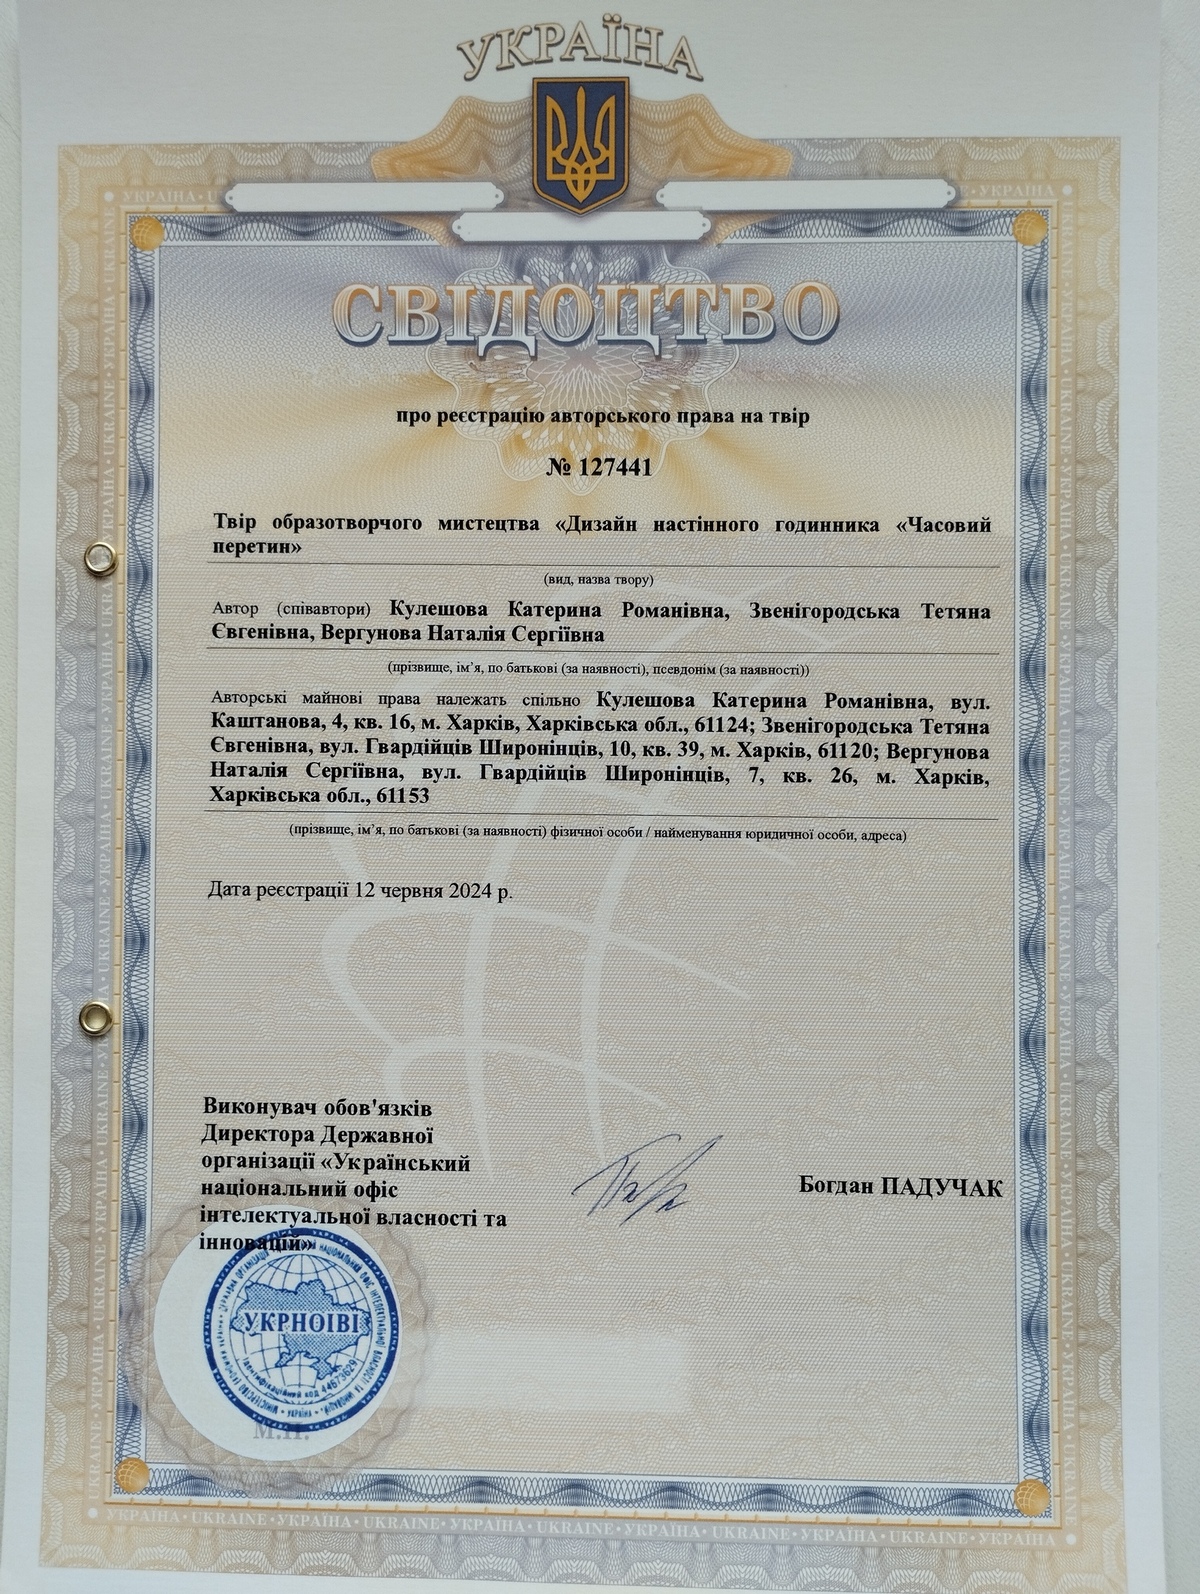 УКРАЇНА
СВІДОЦТВО
про реєстрацію авторського права на твір
№ 127441
Твір образотворчого мистецтва «Дизайн настінного годинника «Часовий
перетин»
(вид, назва твору)
Автор (співавтори) Кулешова Катерина Романівна, Звенігородська Тетяна
Євгенівна, Вергунова Наталія Сергіївна
(прізвище, ім’я, по батькові (за наявності), псевдонім (за наявності))
Авторські майнові права належать спільно Кулешова Катерина Романівна, вул.
Каштанова, 4, кв. 16, м. Харків, Харківська обл., 61124; Звенігородська Тетяна
Євгенівна, вул. Гвардійців Широнінців, 10, кв. 39, м. Харків, 61120; Вергунова
Наталія Сергіївна, вул. Гвардійців Широнінців, 7, кв. 26, м. Харків,
Харківська обл., 61153
(прізвище, ім’я, по батькові (за наявності) фізичної особи / найменування юридичної особи, адреса)
Дата реєстрації 12 червня 2024 р.
Виконувач обов'язків
Директора Державної
організації «Український
національний офіс
інтелектуальної власності та
інновацій»
Богдан ПАДУЧАК
УКРНОІВІ
Ідентифікаційний код 44673629
М.П.